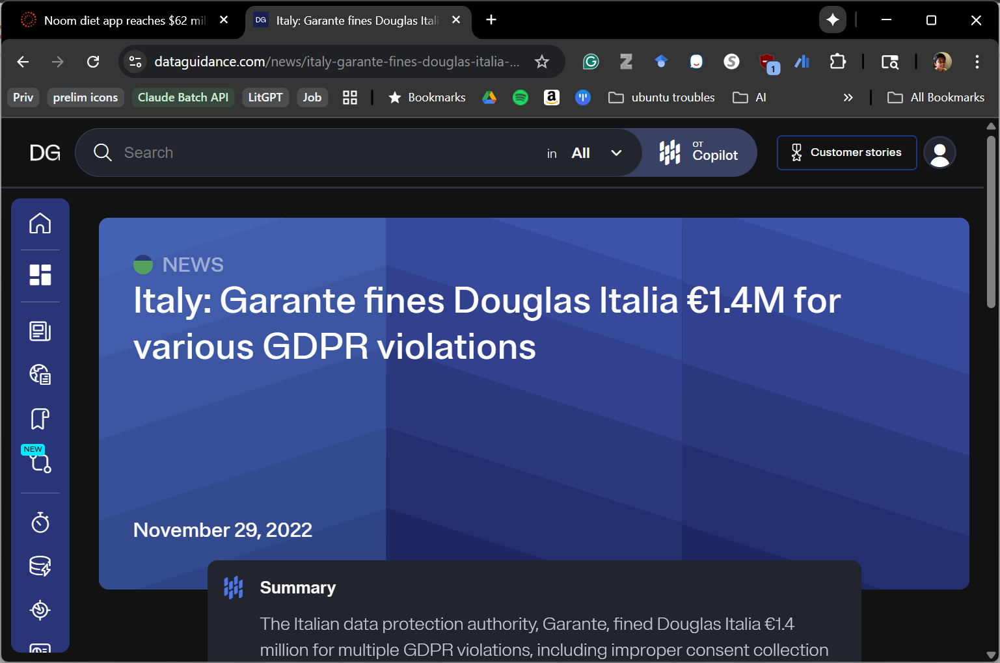 Noom diet app reaches $62 mil
DG Italy: Garante fines Douglas Itali
dataguidance.com/news/italy-garante-fines-douglas-italia-...
1
Priv
prelim icons
Claude Batch API
LitGPT
Job
Bookmarks
ubuntu troubles
AI
All Bookmarks
DG
Search
in All
OT
Copilot
Customer stories
NEW
NEWS
Italy: Garante fines Douglas Italia €1.4M for
various GDPR violations
November 29, 2022
Summary
The Italian data protection authority, Garante, fined Douglas Italia €1.4
million for multiple GDPR violations, including improper consent collection